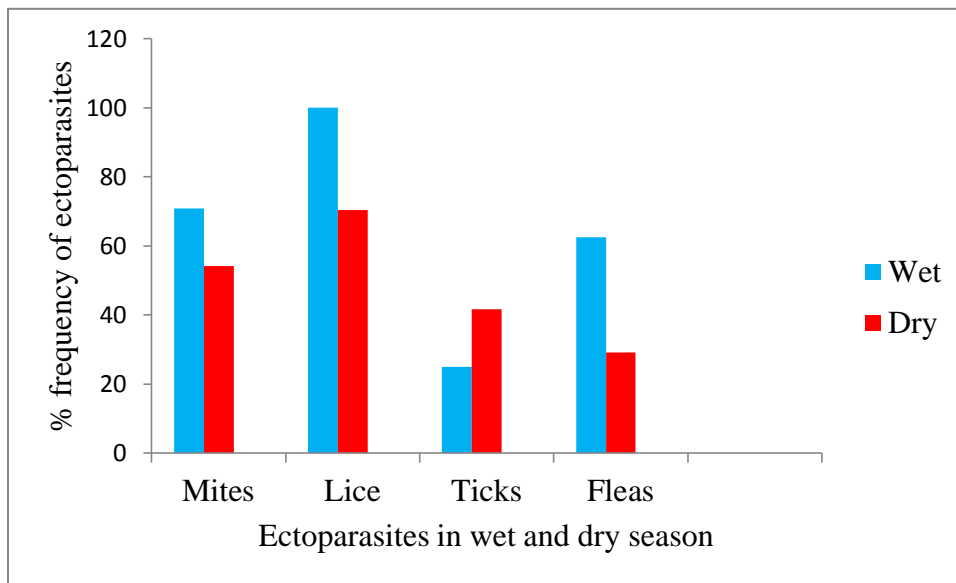 % frequency of ectoparasites
120
100
80
60
40
20
0
Mites Lice Ticks Fleas
Ectoparasites in wet and dry season
Wet
Dry